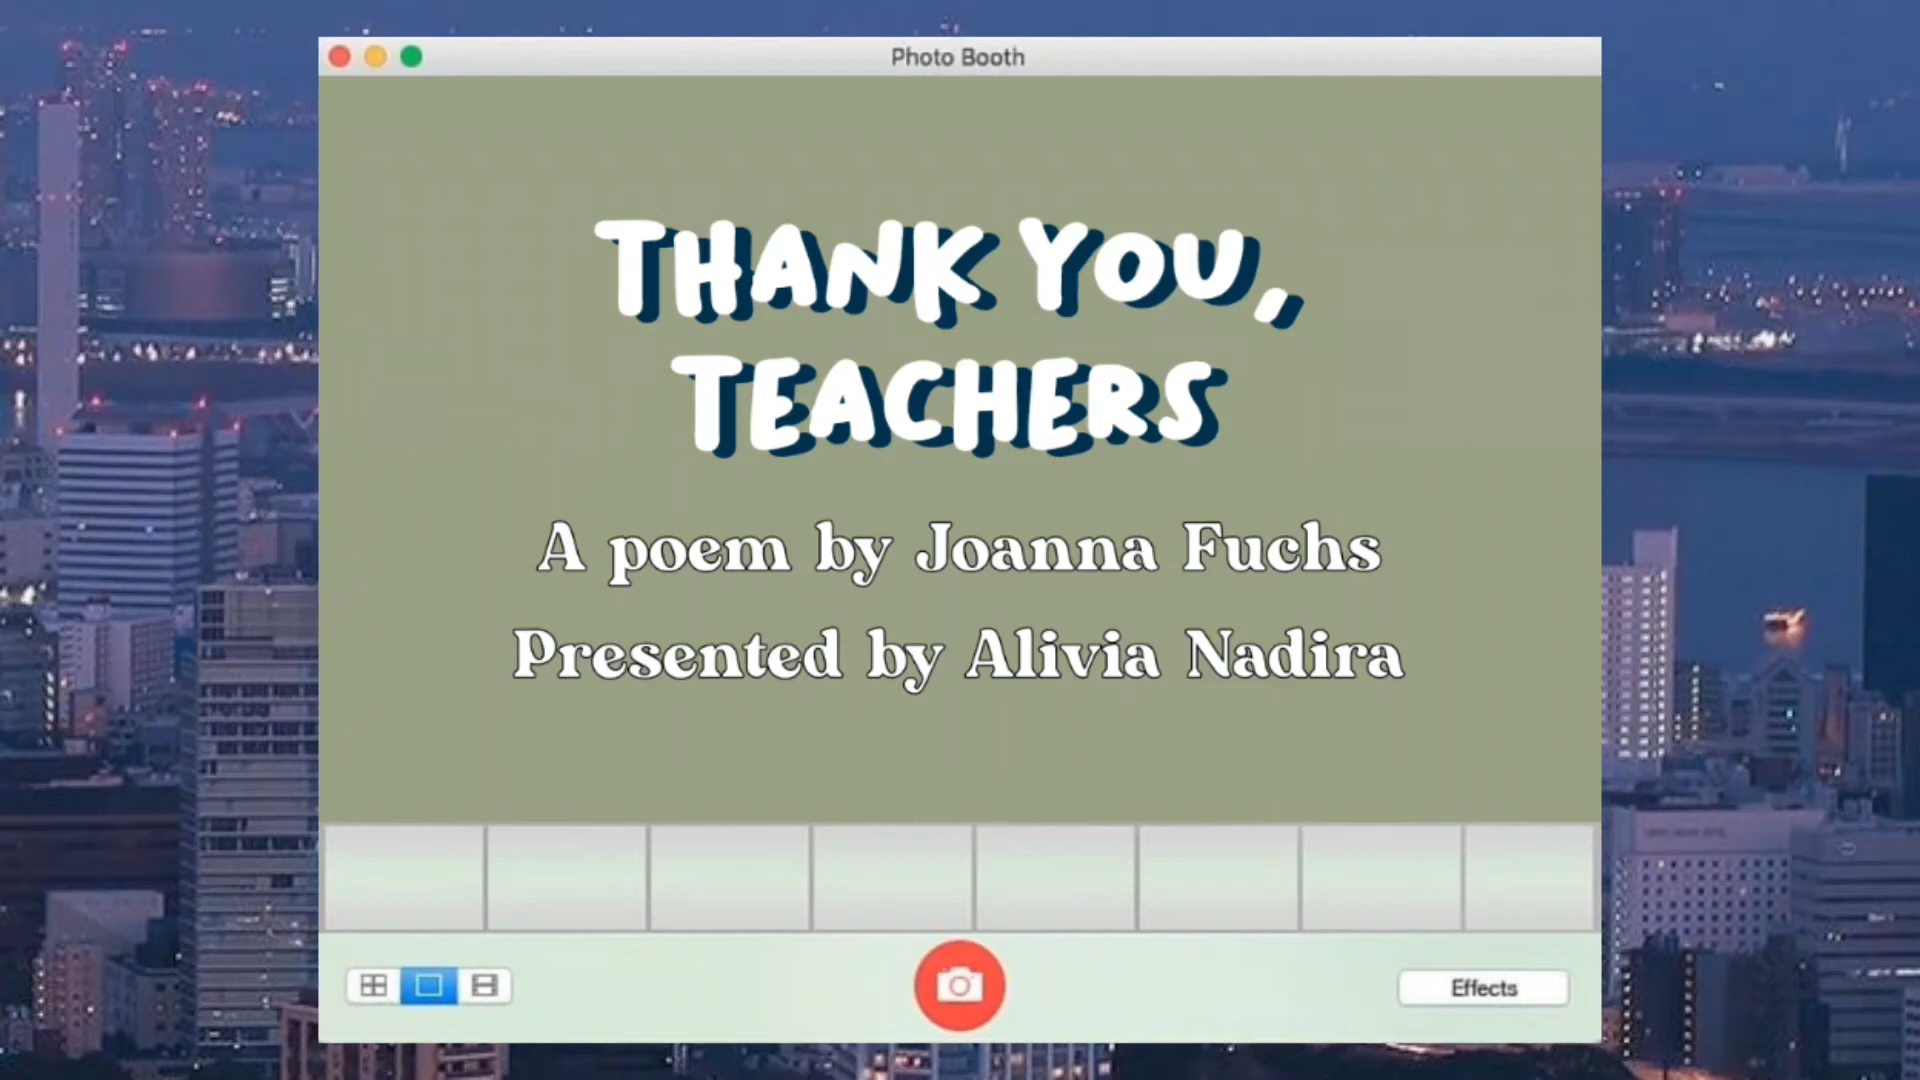 Photo Booth
THANK YOU,
TEACHERS
A poem by Joanna Fuchs
Presented by Alivia Nadira
Effects